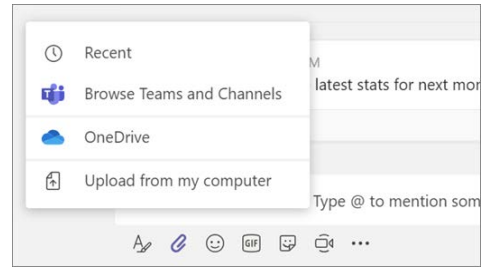 Recent
M
Browse Teams and Channels
latest stats for next mor
OneDrive
Upload from my computer
Type @ to mention som
GIF